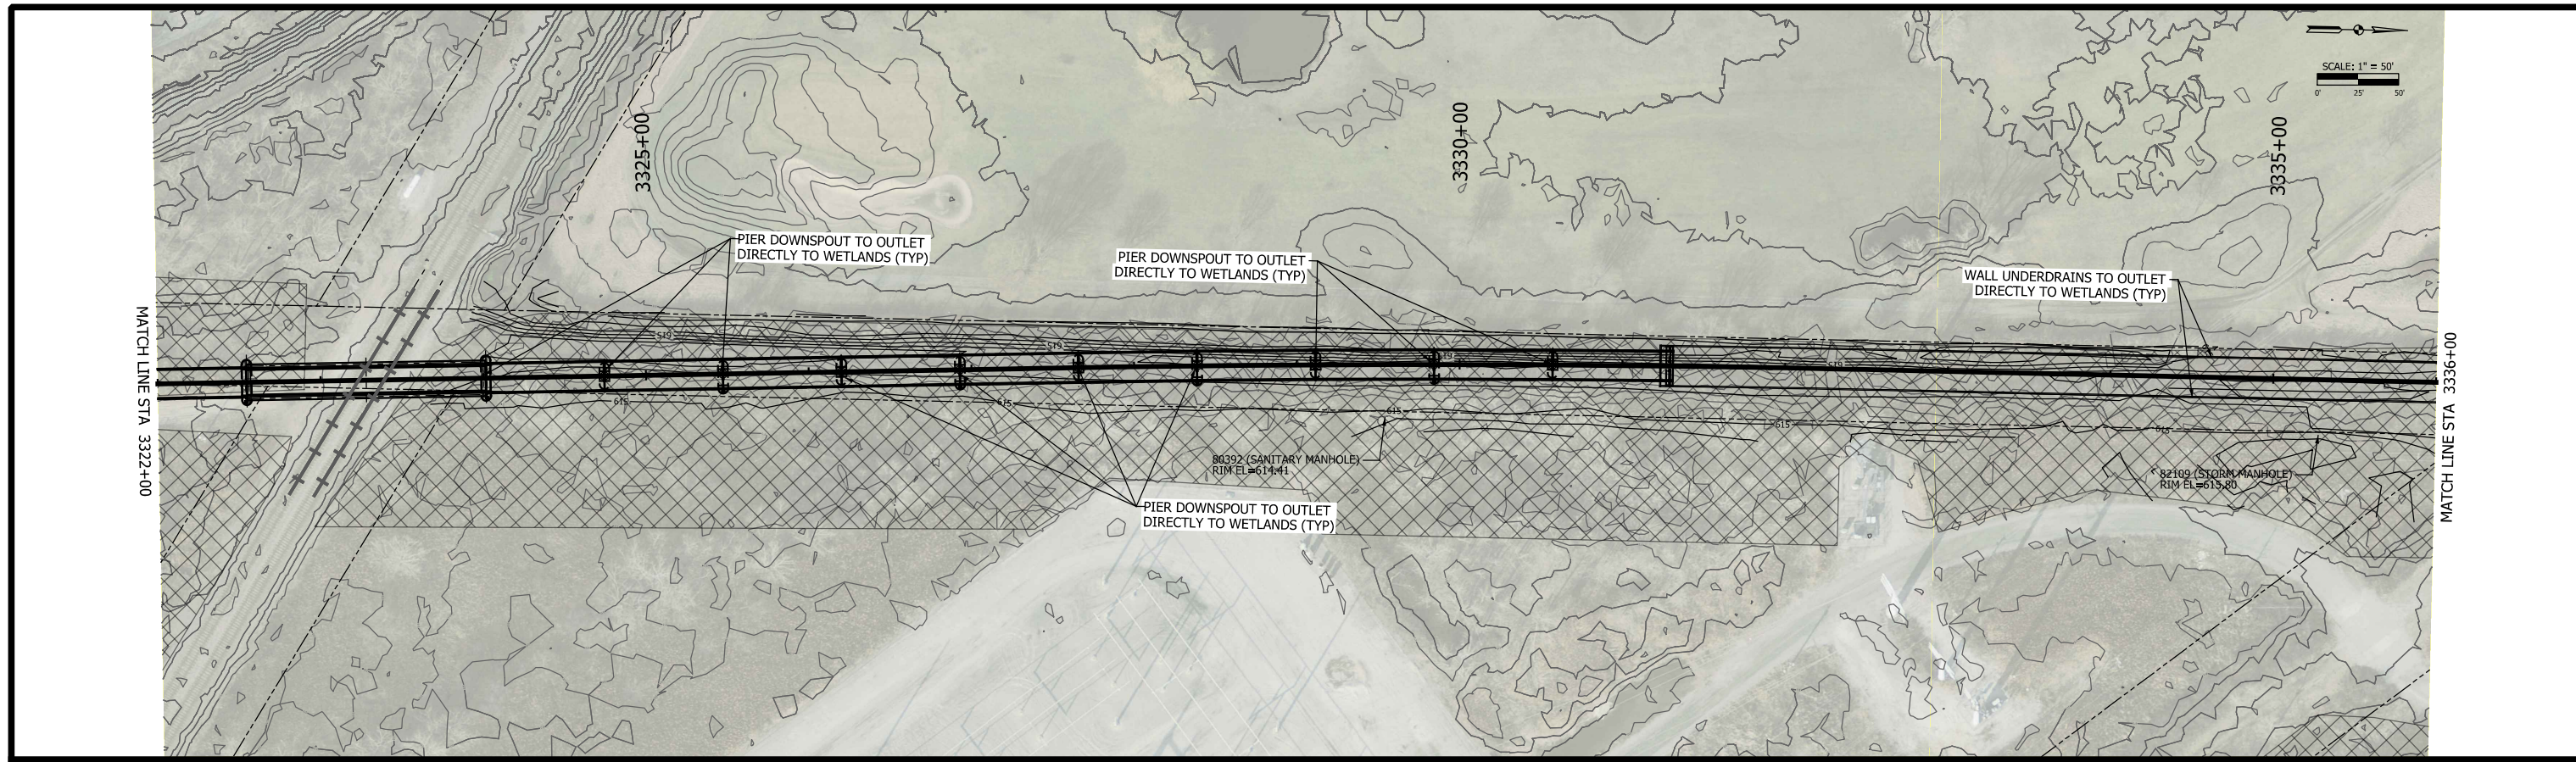 SCALE: 1" = 50'
0' 25' 50'
3325+00
3330+00
3335+00
PIER DOWNSPOUT TO OUTLET
DIRECTLY TO WETLANDS (TYP)
PIER DOWNSPOUT TO OUTLET
DIRECTLY TO WETLANDS (TYP)
WALL UNDERDRAINS TO OUTLET
DIRECTLY TO WETLANDS (TYP)
MATCH LINE STA 3322+00
MATCH LINE STA 3336+00
615
615
615
615
615
615
80392 (SANITARY MANHOLE)
RIM EL=614.41
82109 (STORM MANHOLE)
RIM EL=615.80
PIER DOWNSPOUT TO OUTLET
DIRECTLY TO WETLANDS (TYP)